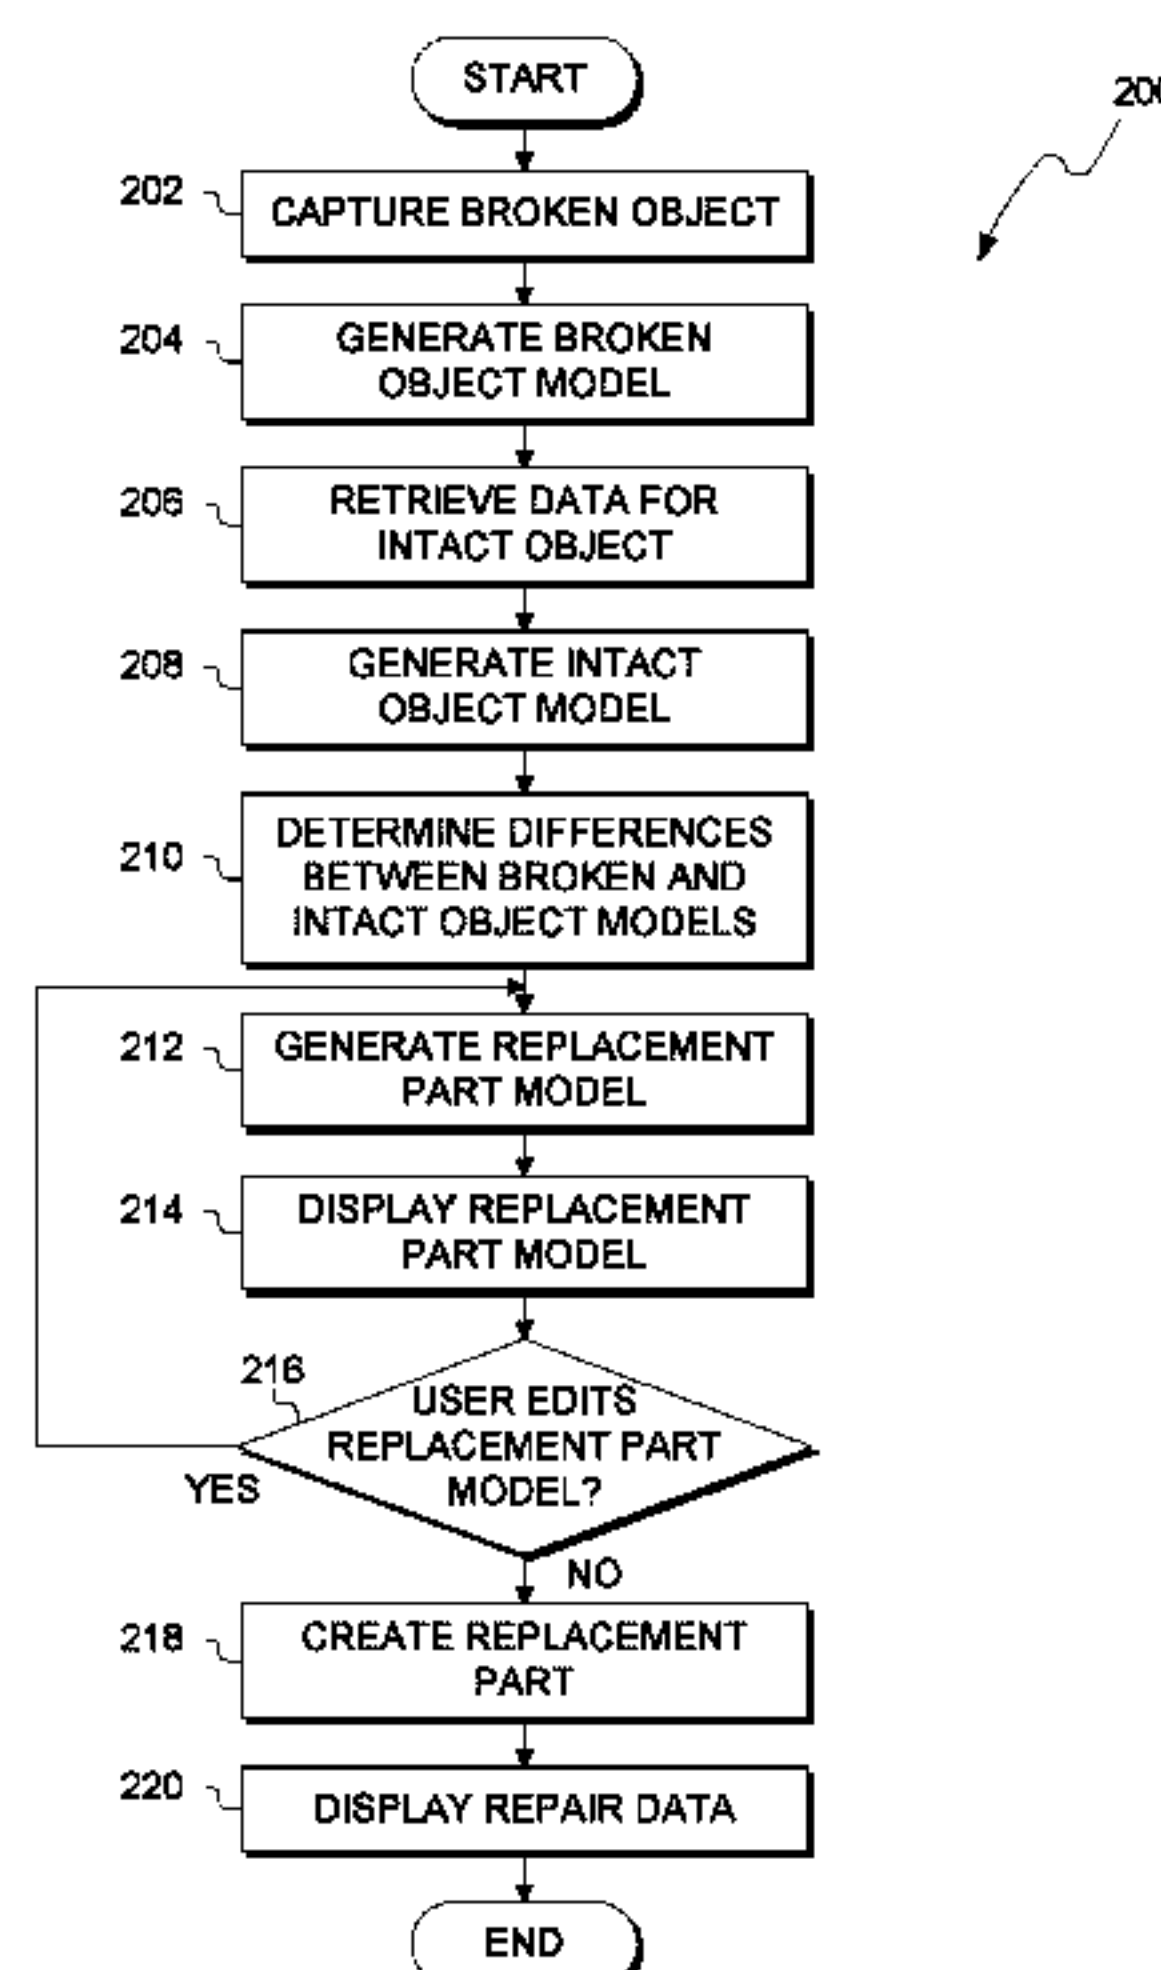 START
200
202
CAPTURE BROKEN OBJECT
204
GENERATE BROKEN
OBJECT MODEL
206
RETRIEVE DATA FOR
INTACT OBJECT
208
GENERATE INTACT
OBJECT MODEL
210
DETERMINE DIFFERENCES
BETWEEN BROKEN AND
INTACT OBJECT MODELS
212
GENERATE REPLACEMENT
PART MODEL
214
DISPLAY REPLACEMENT
PART MODEL
216
USER EDITS
REPLACEMENT PART
MODEL?
YES
NO
218
CREATE REPLACEMENT
PART
220
DISPLAY REPAIR DATA
END